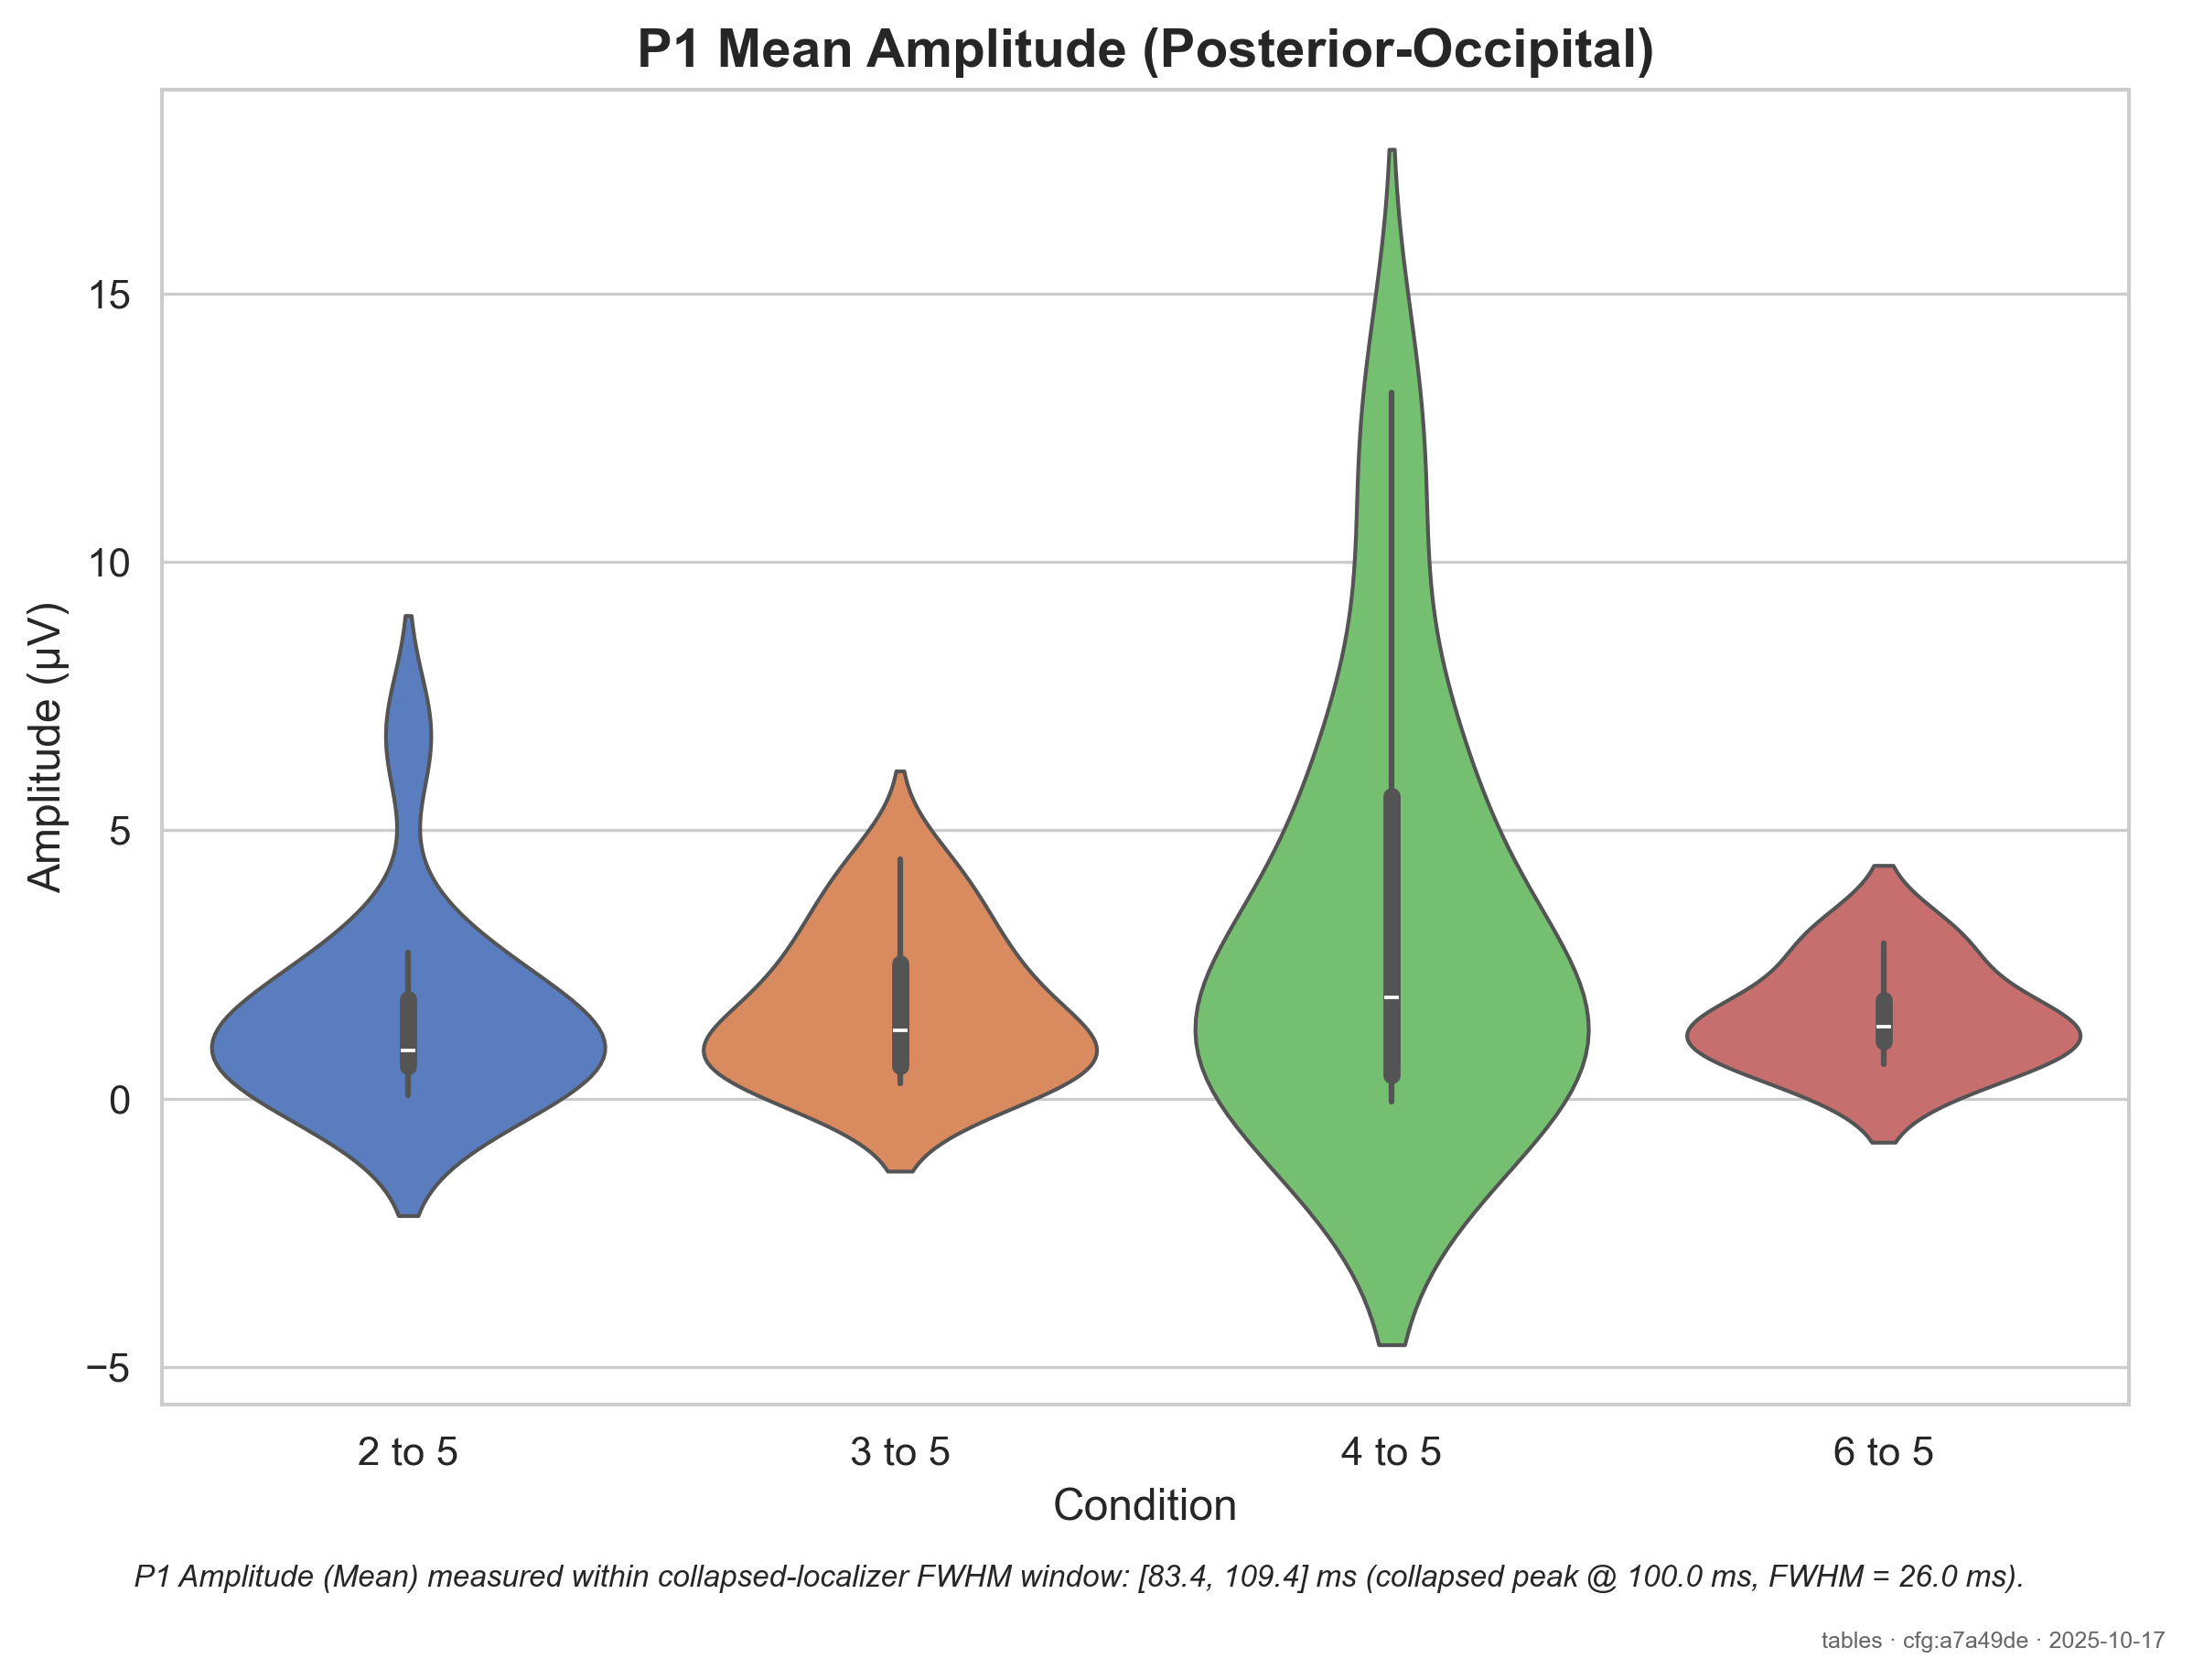 P1 Mean Amplitude (Posterior-Occipital)
Amplitude (µV)
15
10
5
0
−5
2 to 5
3 to 5
4 to 5
6 to 5
Condition
P1 Amplitude (Mean) measured within collapsed-localizer FWHM window: [83.4, 109.4] ms (collapsed peak @ 100.0 ms, FWHM = 26.0 ms).
tables · cfg:a7a49de · 2025-10-17